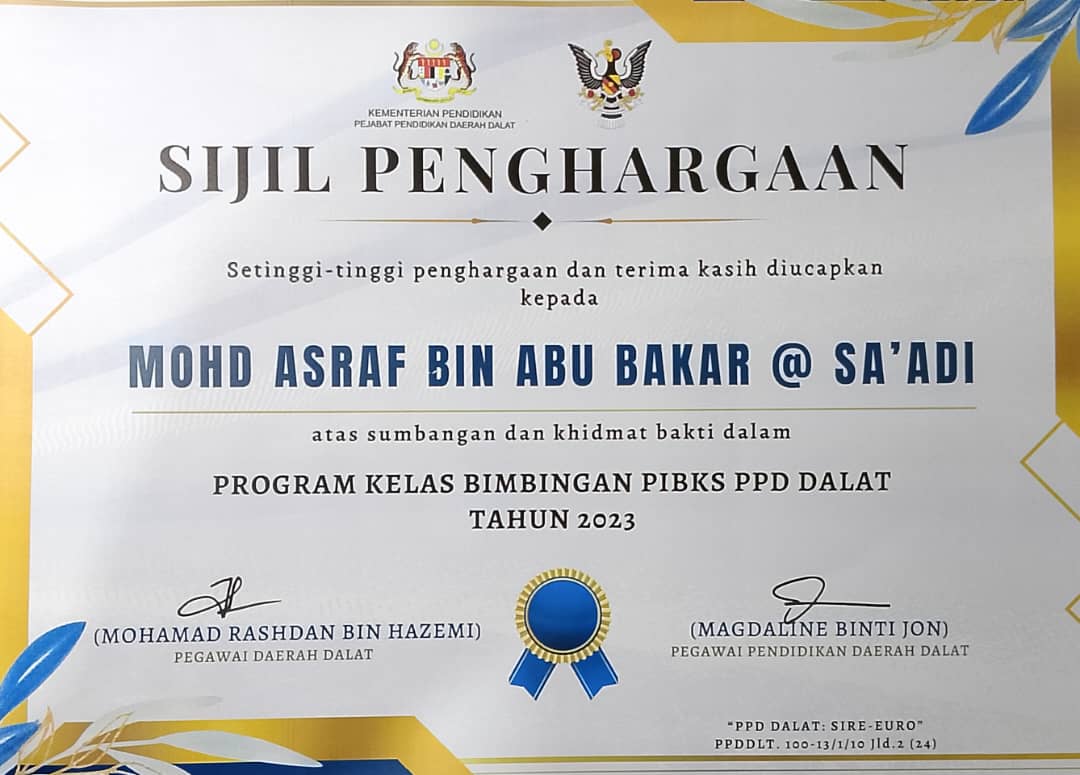 KEMENTERIAN PENDIDIKAN
PEJABAT PENDIDIKAN DAERAH DALAT
SIJIL PENGHARGAAN
Setinggi-tinggi penghargaan dan terima kasih diucapkan
kepada
MOHD ASRAF BIN ABU BAKAR @ SA'ADI
atas sumbangan dan khidmat bakti dalam
PROGRAM KELAS BIMBINGAN PIBKS PPD DALAT
TAHUN 2023
(MOHAMAD RASHDAN BIN HAZEMI)
PEGAWAI DAERAH DALAT
(MAGDALINE BINTI JON)
PEGAWAI PENDIDIKAN DAERAH DALAT
"PPD DALAT: SIRE-EURO"
PPDDLT. 100-13/1/10 Jld.2 (24)